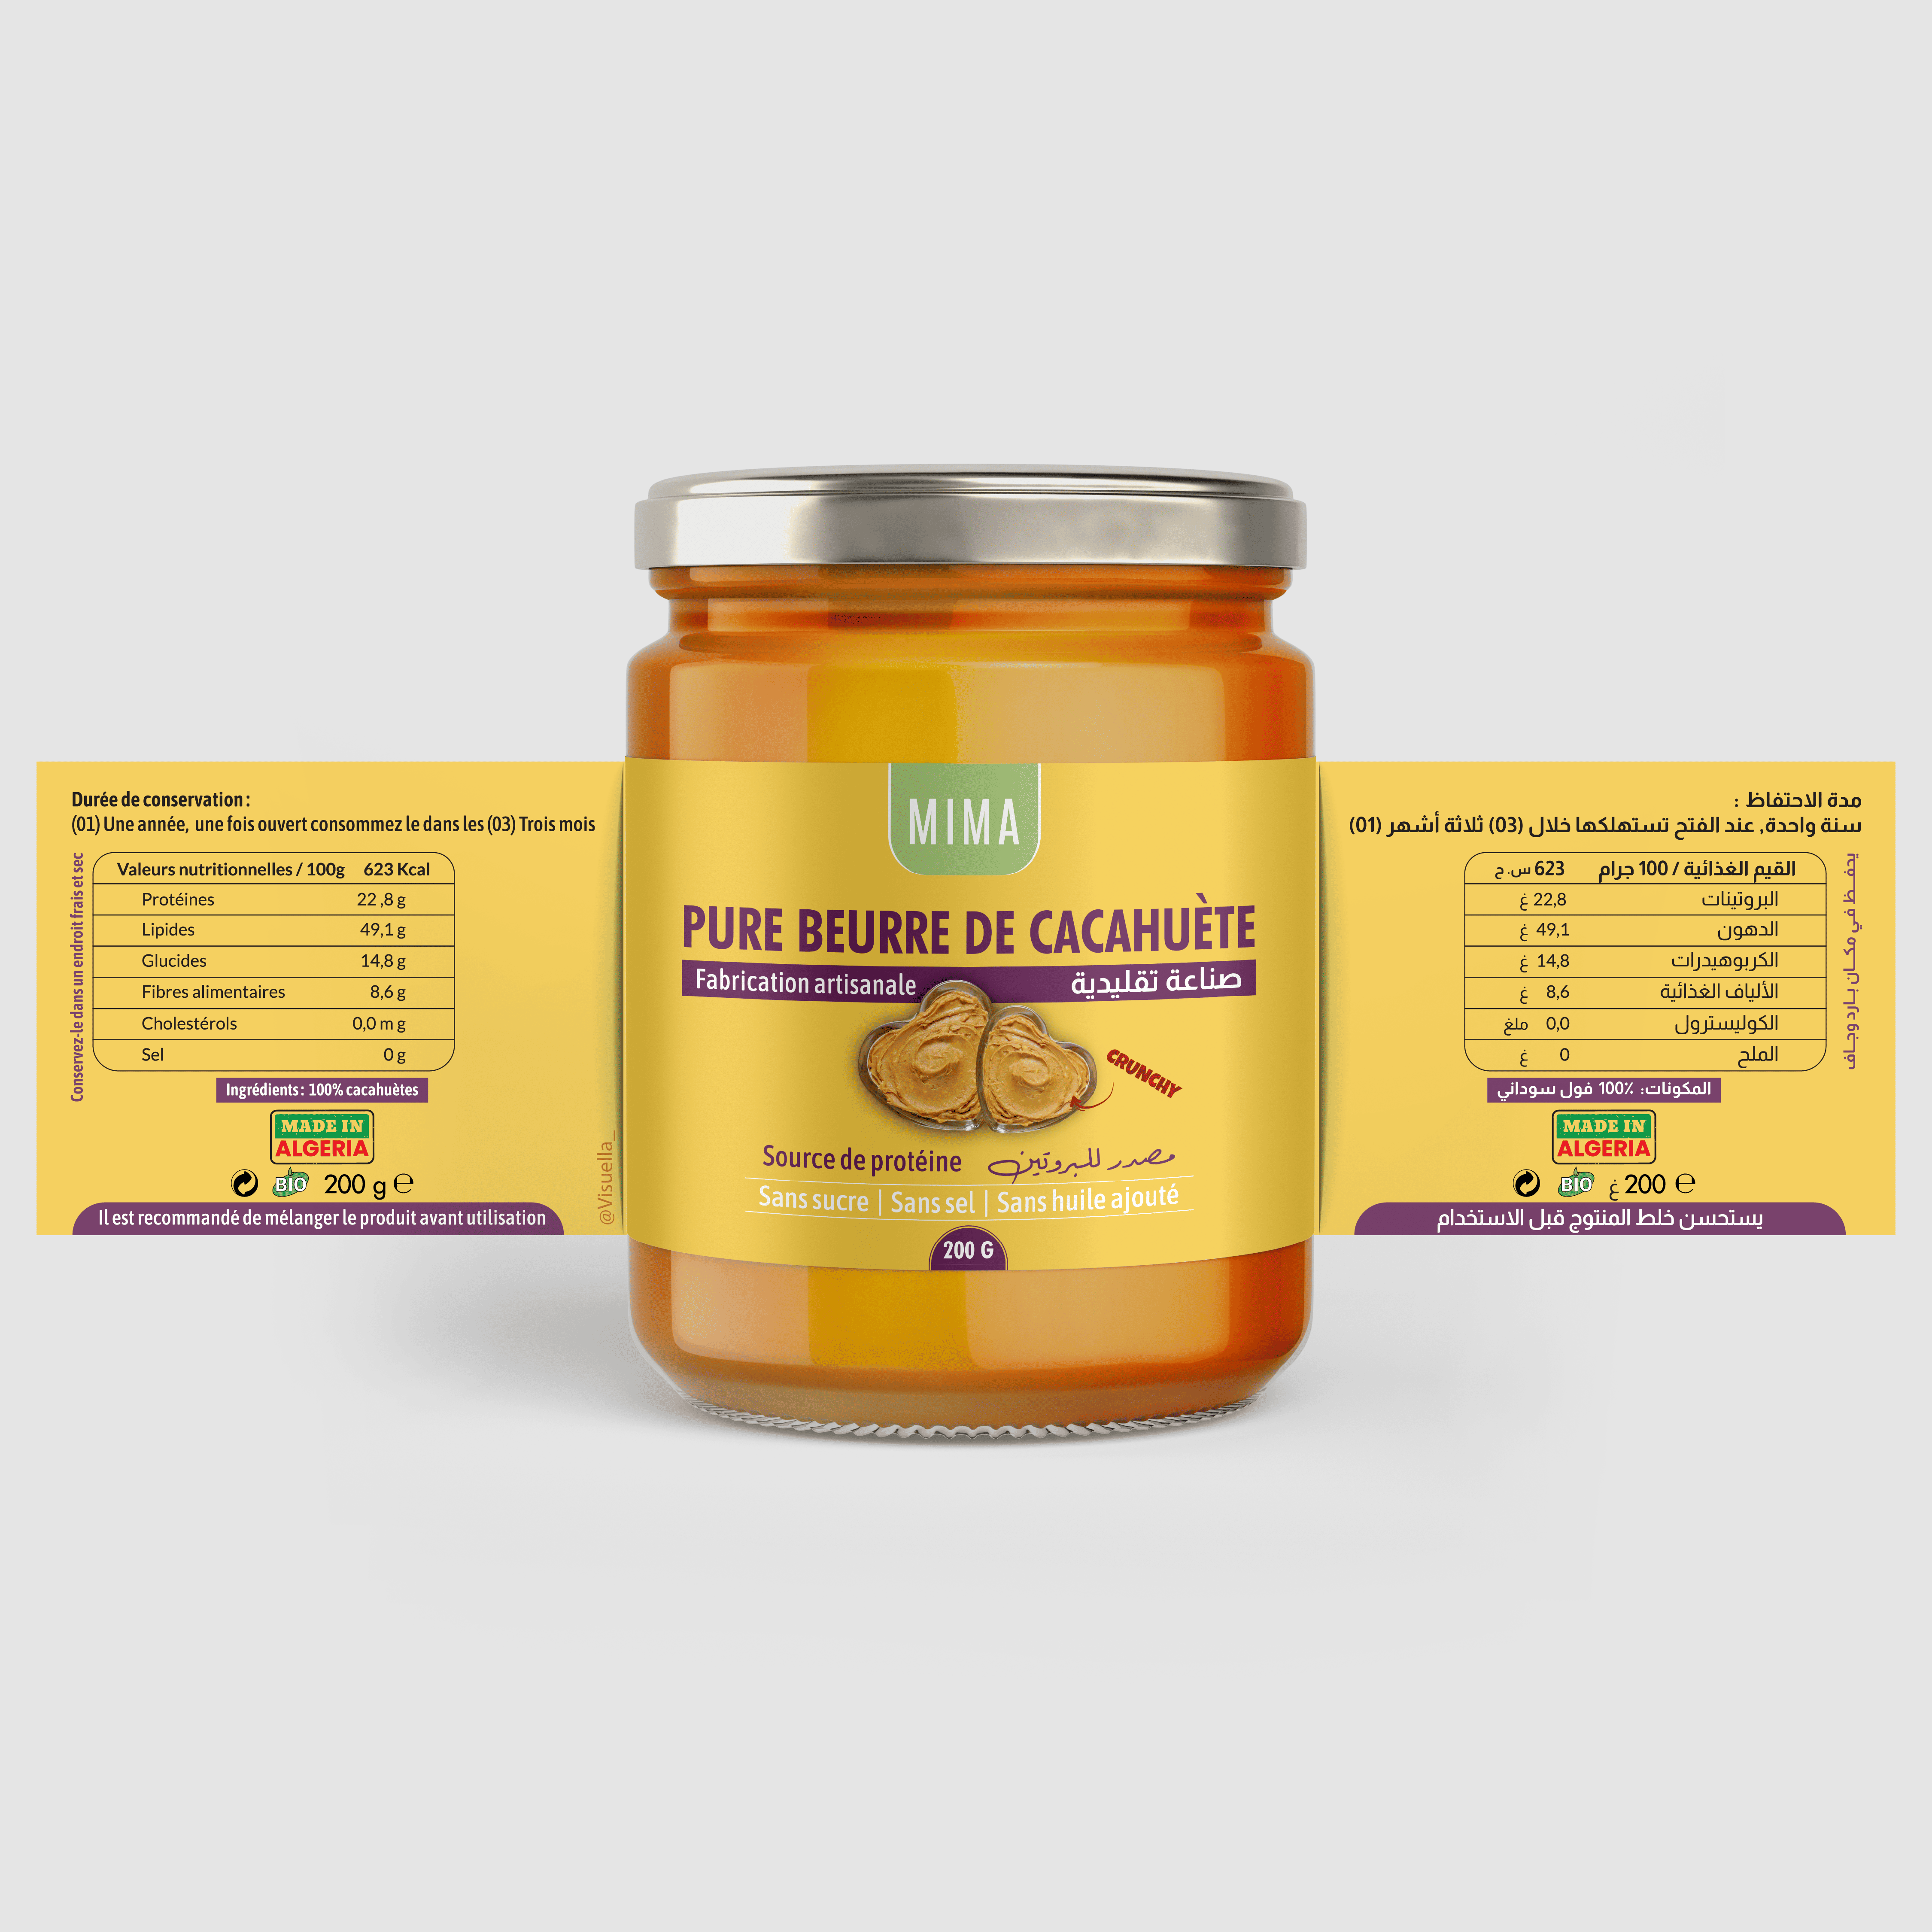 Durée de conservation :
(01) Une année, une fois ouvert consommez le dans les (03) Trois mois
Conservez-le dans un endroit frais et sec
Valeurs nutritionnelles / 100g 623 Kcal
Protéines 22 ,8 g
Lipides 49,1 g
Glucides 14,8 g
Fibres alimentaires 8,6 g
Cholestérols 0,0 m g
Sel 0 g
Ingrédients : 100% cacahuètes
MADE IN
ALGERIA
BIO 200 g ℮
Il est recommandé de mélanger le produit avant utilisation
@Visuella_
MIMA
PURE BEURRE DE CACAHUÈTE
Fabrication artisanale صناعة تقليدية
CRUNCHY
Source de protéine مصدر للبروتين
Sans sucre | Sans sel | Sans huile ajouté
200 G
مدة الاحتفاظ :
سنة واحدة, عند الفتح تستهلكها خلال (03) ثلاثة أشهر (01)
يحفــظ في مكــان بــارد وجــاف
القيم الغذائية / 100 جرام 623 س.ح
البروتينات 22,8 غ
الدهون 49,1 غ
الكربوهيدرات 14,8 غ
الألياف الغذائية 8,6 غ
الكوليسترول 0,0 ملغ
الملح 0 غ
المكونات: 100٪ فول سوداني
MADE IN
ALGERIA
BIO 200 غ ℮
يستحسن خلط المنتوج قبل الاستخدام